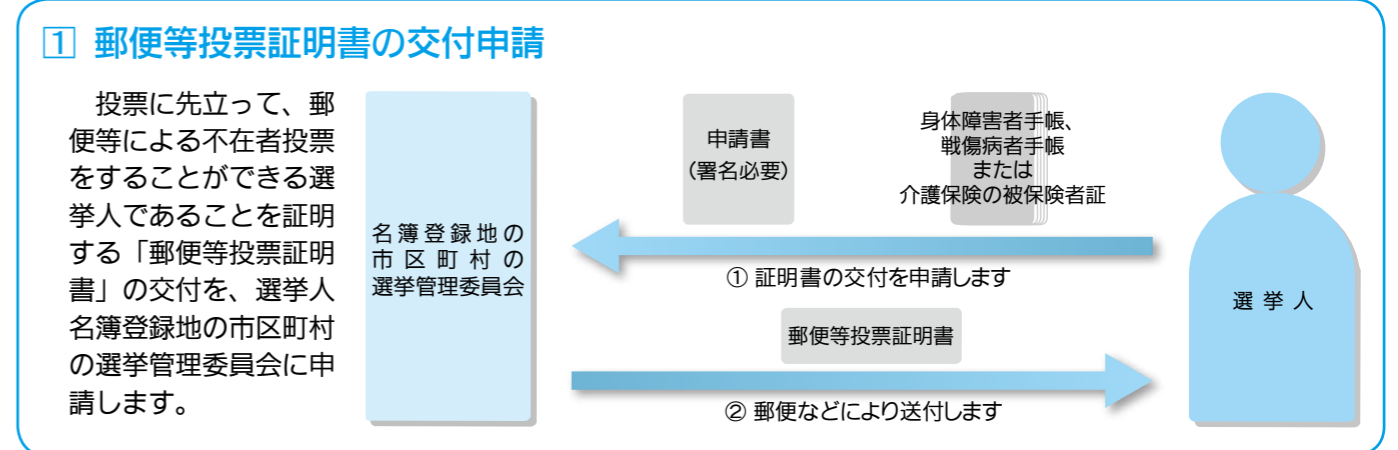 1 郵便等投票証明書の交付申請
投票に先立って、郵
便等による不在者投票
をすることができる選
挙人であることを証明
する「郵便等投票証明
書」の交付を、選挙人
名簿登録地の市区町村
の選挙管理委員会に申
請します。
名簿登録地の
市区町村の
選挙管理委員会
申請書
(署名必要)
身体障害者手帳、
戦傷病者手帳
または
介護保険の被保険者証
① 証明書の交付を申請します
郵便等投票証明書
② 郵便などにより送付します
選挙人